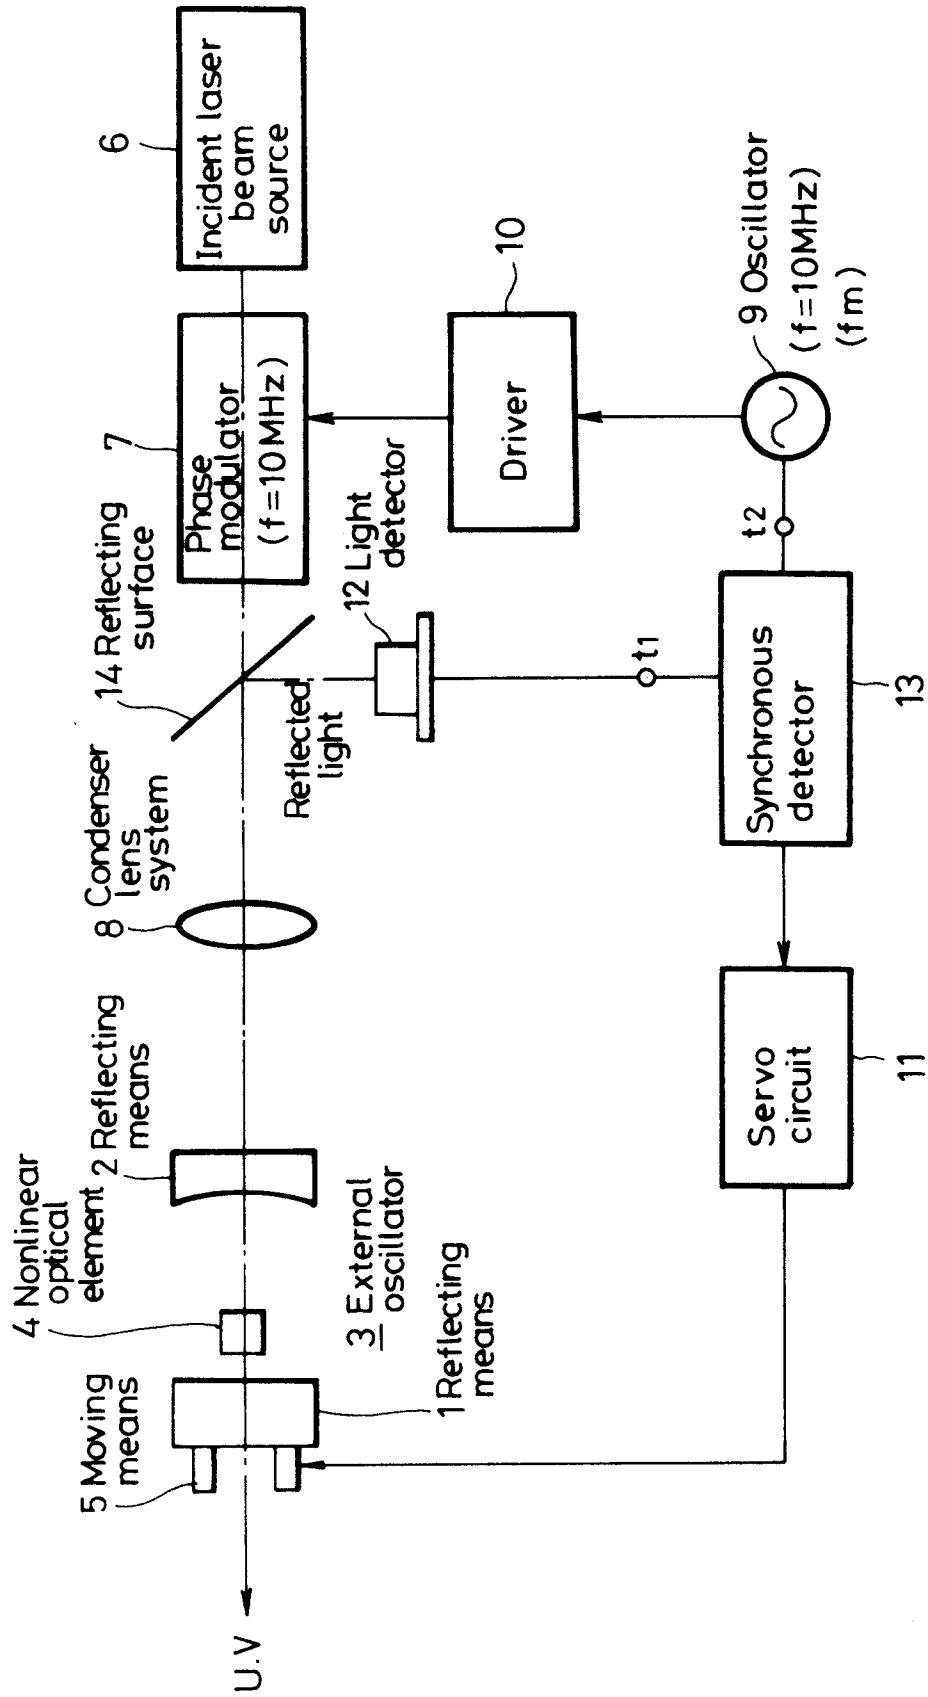 6
Incident laser
beam
source
7
Phase
modulator
(f=10MHz)
10
Driver
9 Oscillator
(f=10MHz)
(fm)
14 Reflecting
surface
12 Light
detector
Reflected
light
t1
t2
Synchronous
detector
13
8 Condenser
lens
system
2 Reflecting
means
4 Nonlinear
optical
element
3 External
oscillator
1 Reflecting
means
5 Moving
means
Servo
circuit
11
U.V